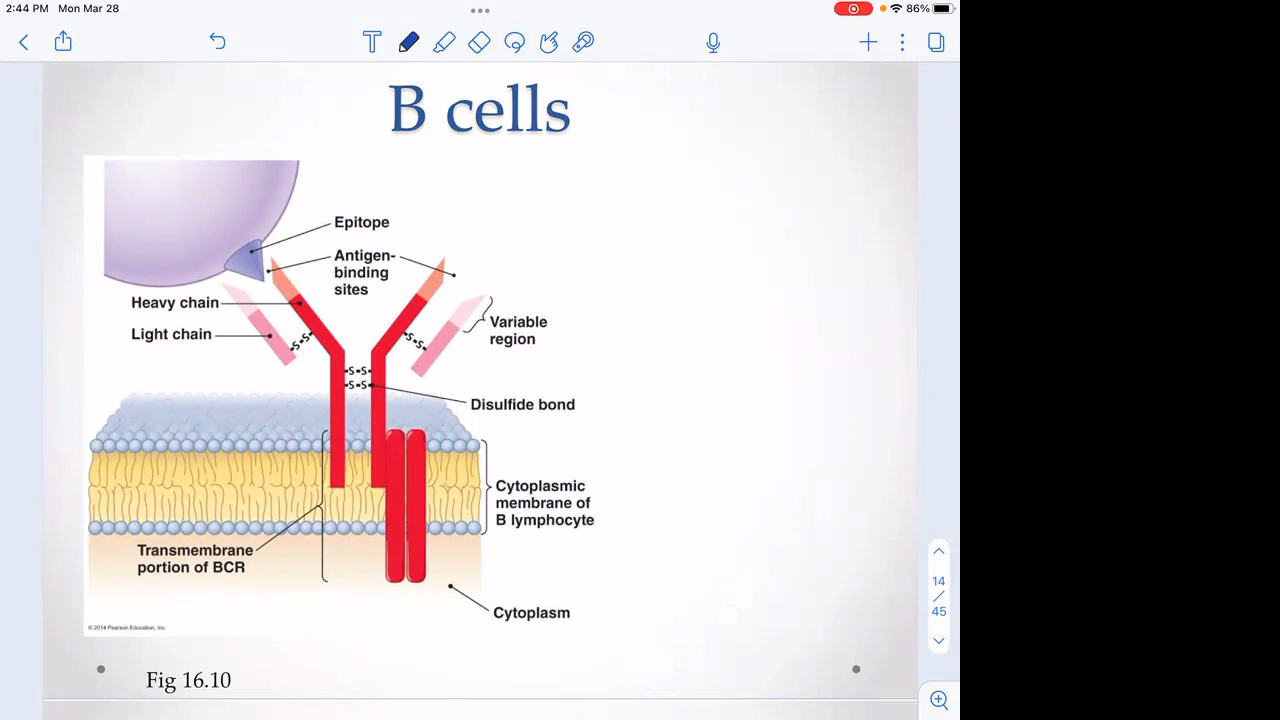 2:44 PM Mon Mar 28
86%
T
B cells
Epitope
Antigen-
binding
sites
Heavy chain
Light chain
-S-S-
-S-S-
Variable
region
-S-S-
-S-S-
Disulfide bond
Cytoplasmic
membrane of
B lymphocyte
Transmembrane
portion of BCR
Cytoplasm
© 2014 Pearson Education, Inc.
Fig 16.10
14
/
45